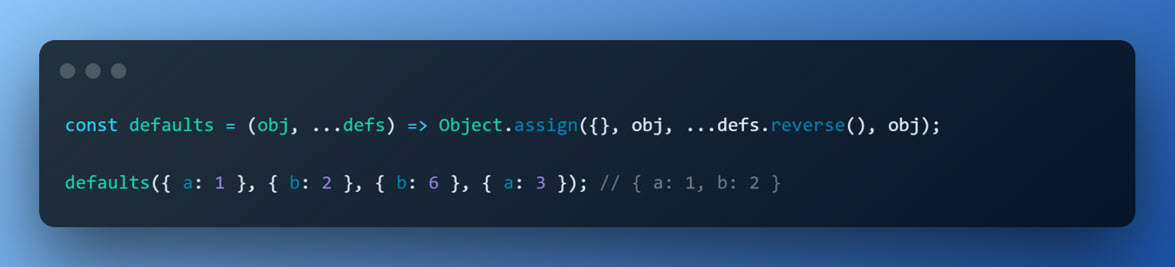 const defaults = (obj, ...defs) => Object.assign({}, obj, ...defs.reverse(), obj);
defaults({ a: 1 }, { b: 2 }, { b: 6 }, { a: 3 }); // { a: 1, b: 2 }